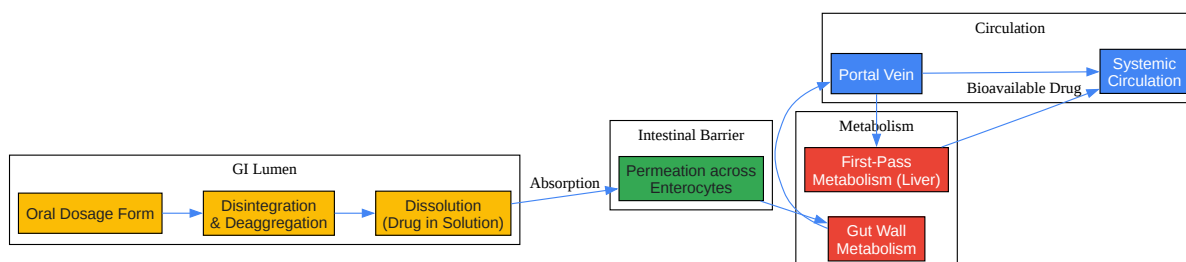 Circulation
Portal Vein
Systemic
Circulation
Bioavailable Drug
Metabolism
First-Pass
Metabolism (Liver)
Gut Wall
Metabolism
Intestinal Barrier
Permeation across
Enterocytes
Absorption
GI Lumen
Oral Dosage Form
Disintegration
& Deaggregation
Dissolution
(Drug in Solution)